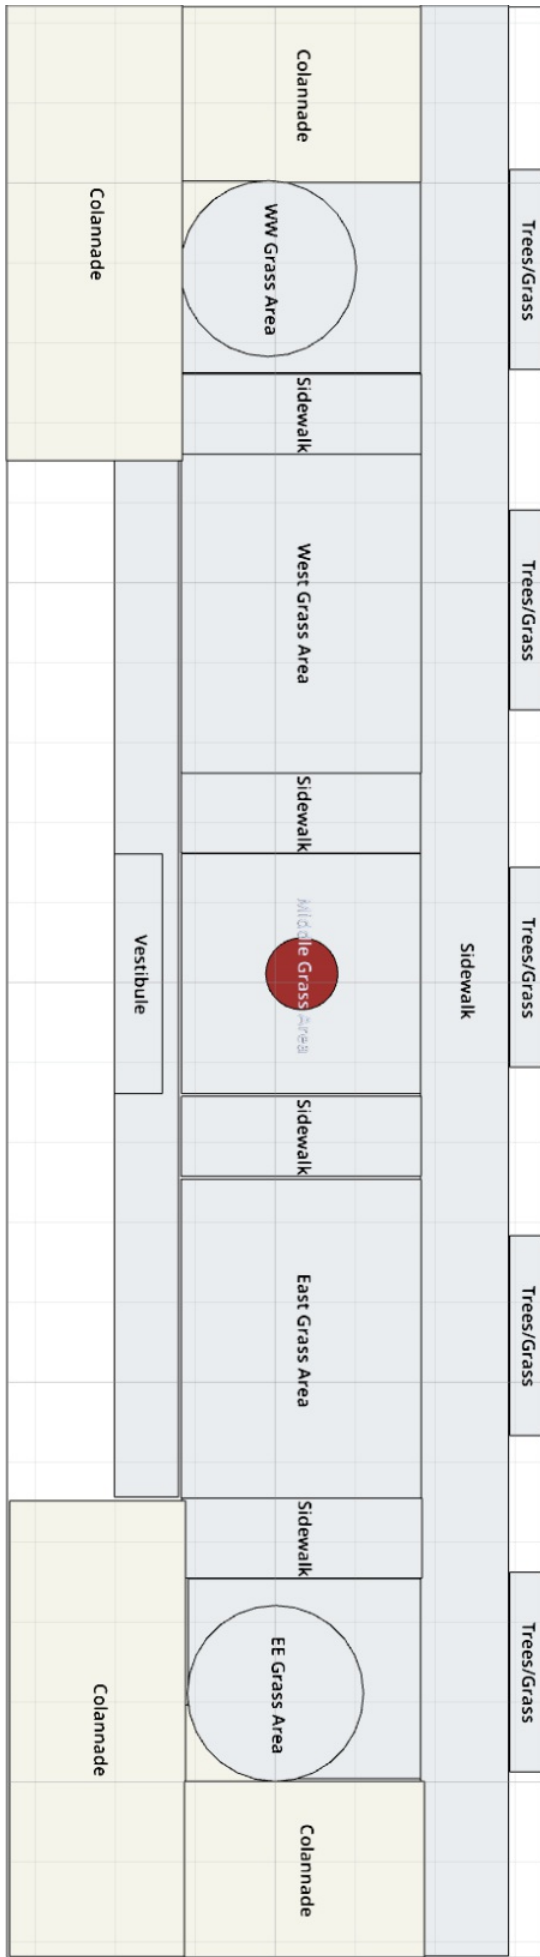 Colannade
Colannade
WW Grass Area
Trees/Grass
Sidewalk
West Grass Area
Trees/Grass
Sidewalk
Middle Grass Area
Vestibule
Sidewalk
Trees/Grass
Sidewalk
East Grass Area
Trees/Grass
Sidewalk
EE Grass Area
Trees/Grass
Colannade
Colannade